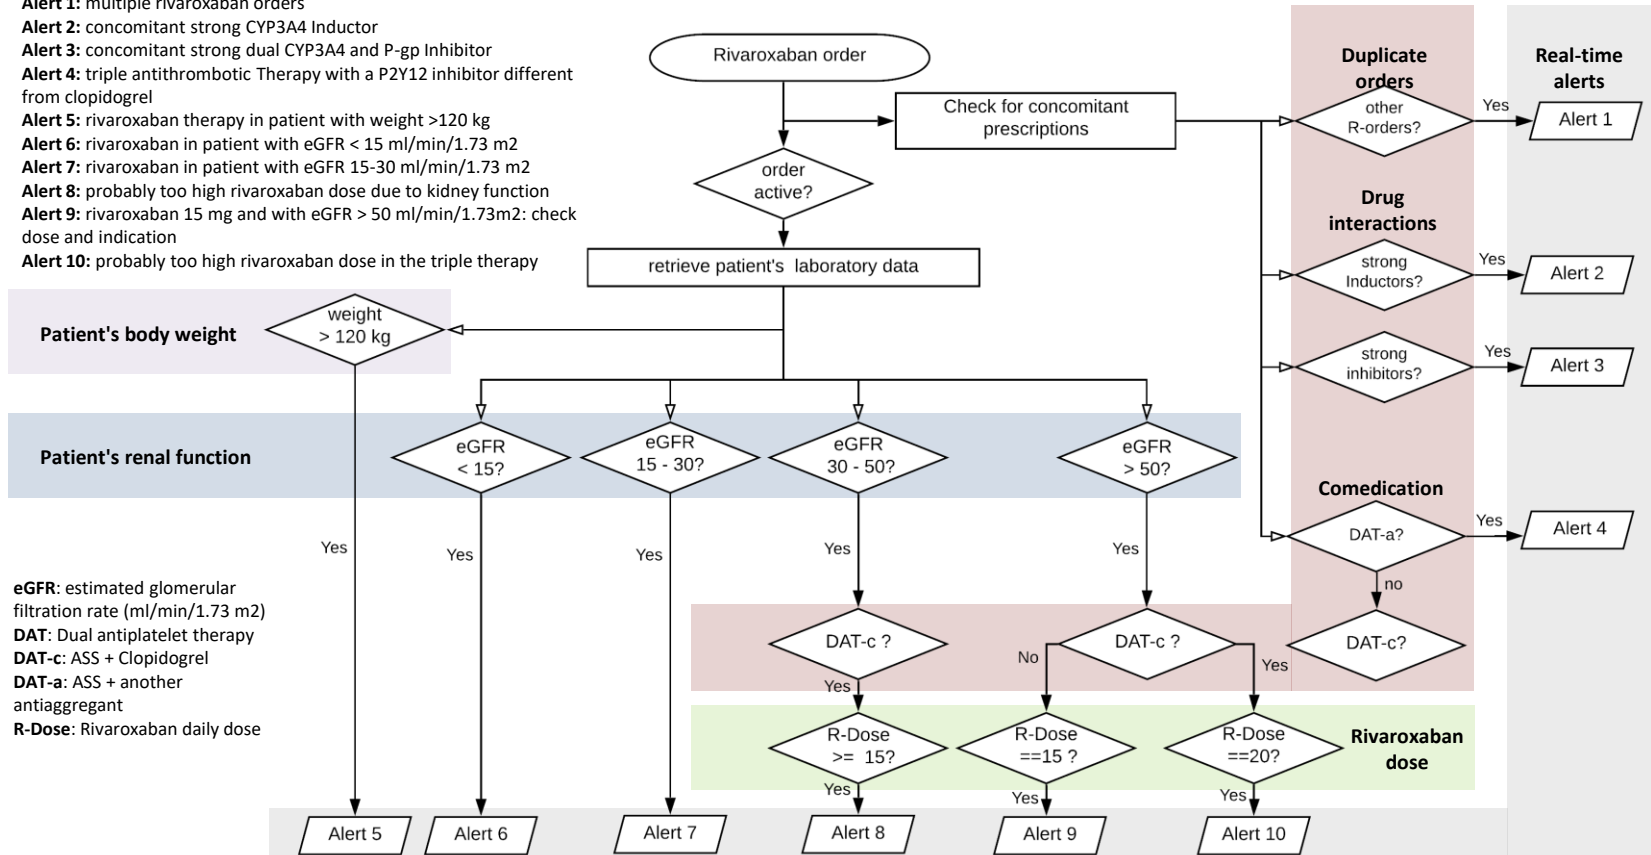 Alert 1: multiple rivaroxaban orders
Alert 2: concomitant strong CYP3A4 Inductor
Alert 3: concomitant strong dual CYP3A4 and P-gp Inhibitor
Alert 4: triple antithrombotic Therapy with a P2Y12 inhibitor different
from clopidogrel
Alert 5: rivaroxaban therapy in patient with weight >120 kg
Alert 6: rivaroxaban in patient with eGFR < 15 ml/min/1.73 m2
Alert 7: rivaroxaban in patient with eGFR 15-30 ml/min/1.73 m2
Alert 8: probably too high rivaroxaban dose due to kidney function
Alert 9: rivaroxaban 15 mg and with eGFR > 50 ml/min/1.73m2: check
dose and indication
Alert 10: probably too high rivaroxaban dose in the triple therapy
Rivaroxaban order
Check for concomitant
prescriptions
order
active?
retrieve patient's laboratory data
Duplicate
orders
other
R-orders?
Yes
Real-time
alerts
Alert 1
Drug
interactions
strong
Inductors?
Yes
Alert 2
strong
inhibitors?
Yes
Alert 3
Comedication
DAT-a?
Yes
Alert 4
no
DAT-c?
Patient's body weight
weight
> 120 kg
Patient's renal function
eGFR
< 15?
eGFR
15 - 30?
eGFR
30 - 50?
eGFR
> 50?
Yes
Yes
Yes
Yes
Yes
eGFR: estimated glomerular
filtration rate (ml/min/1.73 m2)
DAT: Dual antiplatelet therapy
DAT-c: ASS + Clopidogrel
DAT-a: ASS + another
antiaggregant
R-Dose: Rivaroxaban daily dose
DAT-c ?
DAT-c ?
Yes
No
Yes
R-Dose
>= 15?
R-Dose
==15 ?
R-Dose
==20?
Rivaroxaban
dose
Yes
Yes
Yes
Alert 5
Alert 6
Alert 7
Alert 8
Alert 9
Alert 10